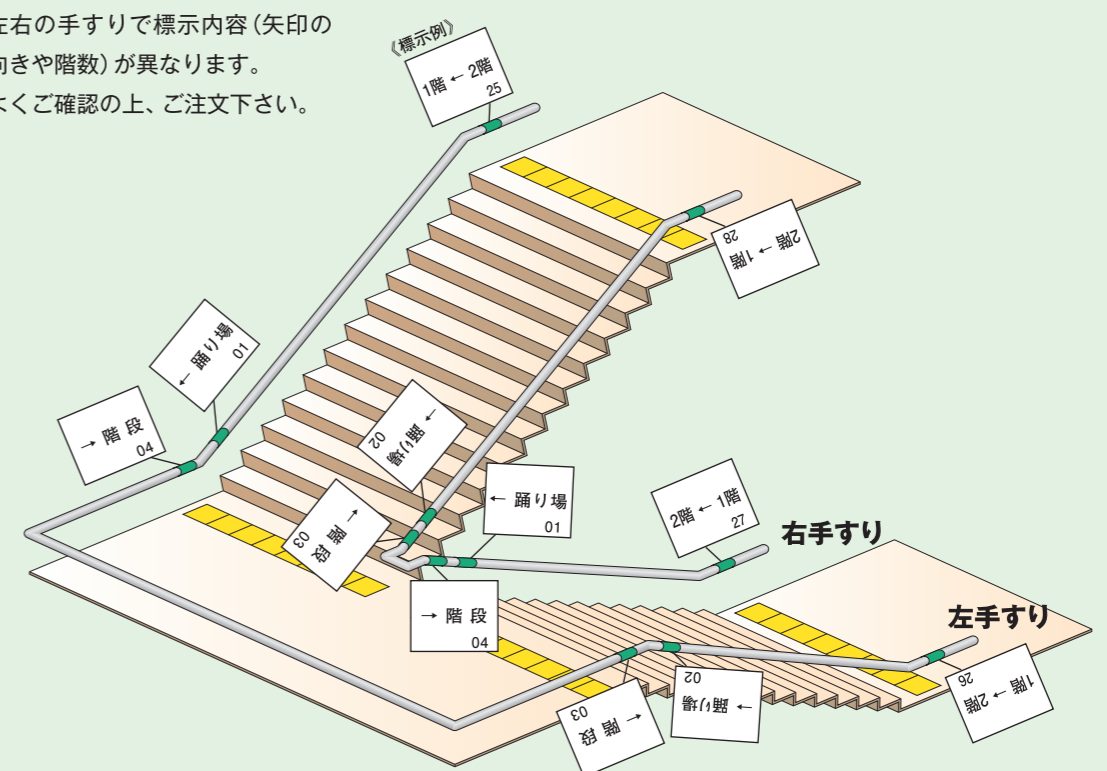 左右の手すりで標示内容(矢印の
向きや階数)が異なります。
よくご確認の上、ご注文下さい。
《標示例》
1階 ← 2階
25
2階 → 1階
28
← 踊り場
01
→ 階段
04
← 踊り場
02
→ 階段
03
← 踊り場
01
→ 階段
04
2階 ← 1階
27
右手すり
左手すり
1階 → 2階
26
← 踊り場
02
→ 階段
03